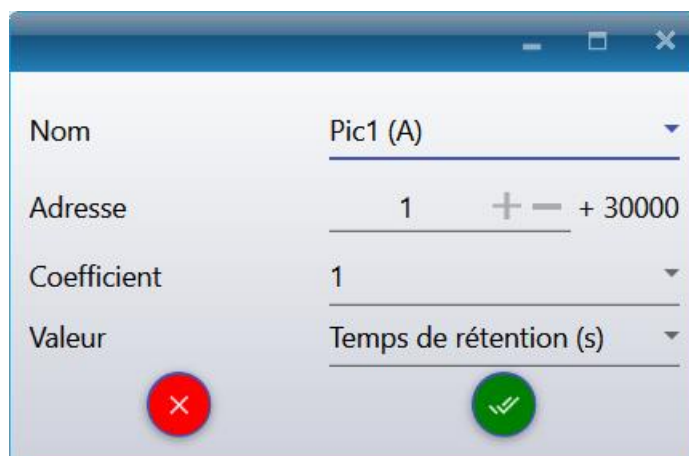 Nom Pic1 (A)
Adresse 1 + 30000
Coefficient 1
Valeur Temps de rétention (s)